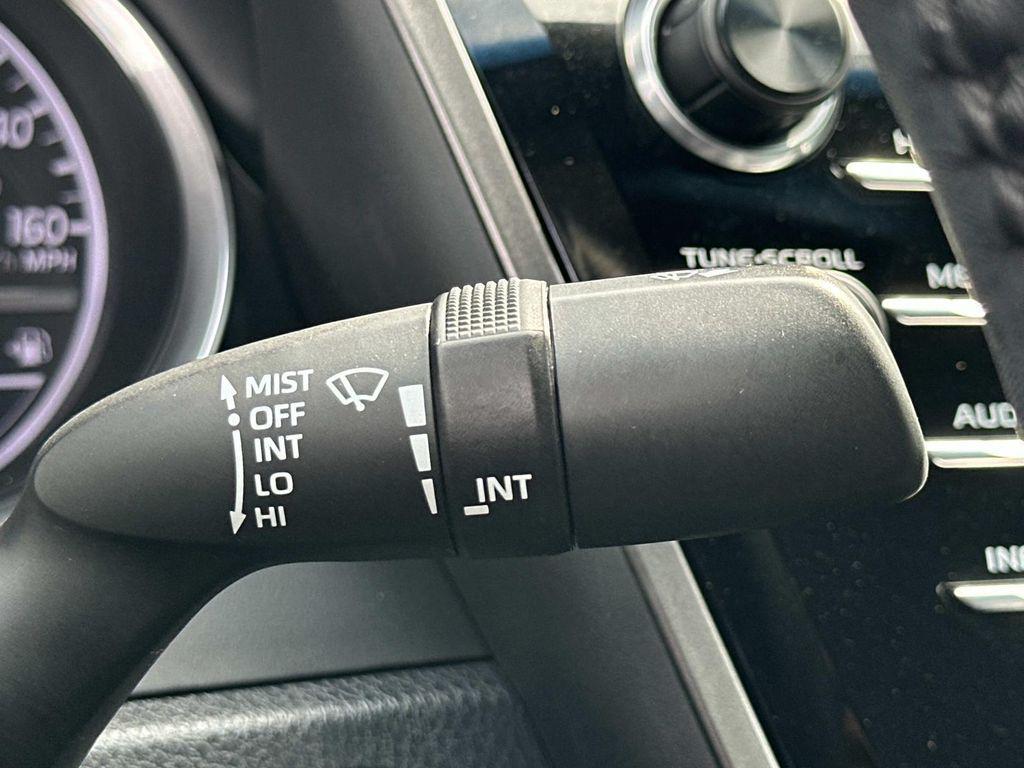 160
MPH
TUNE·SCROLL
MIST
OFF
INT
LO
HI
INT